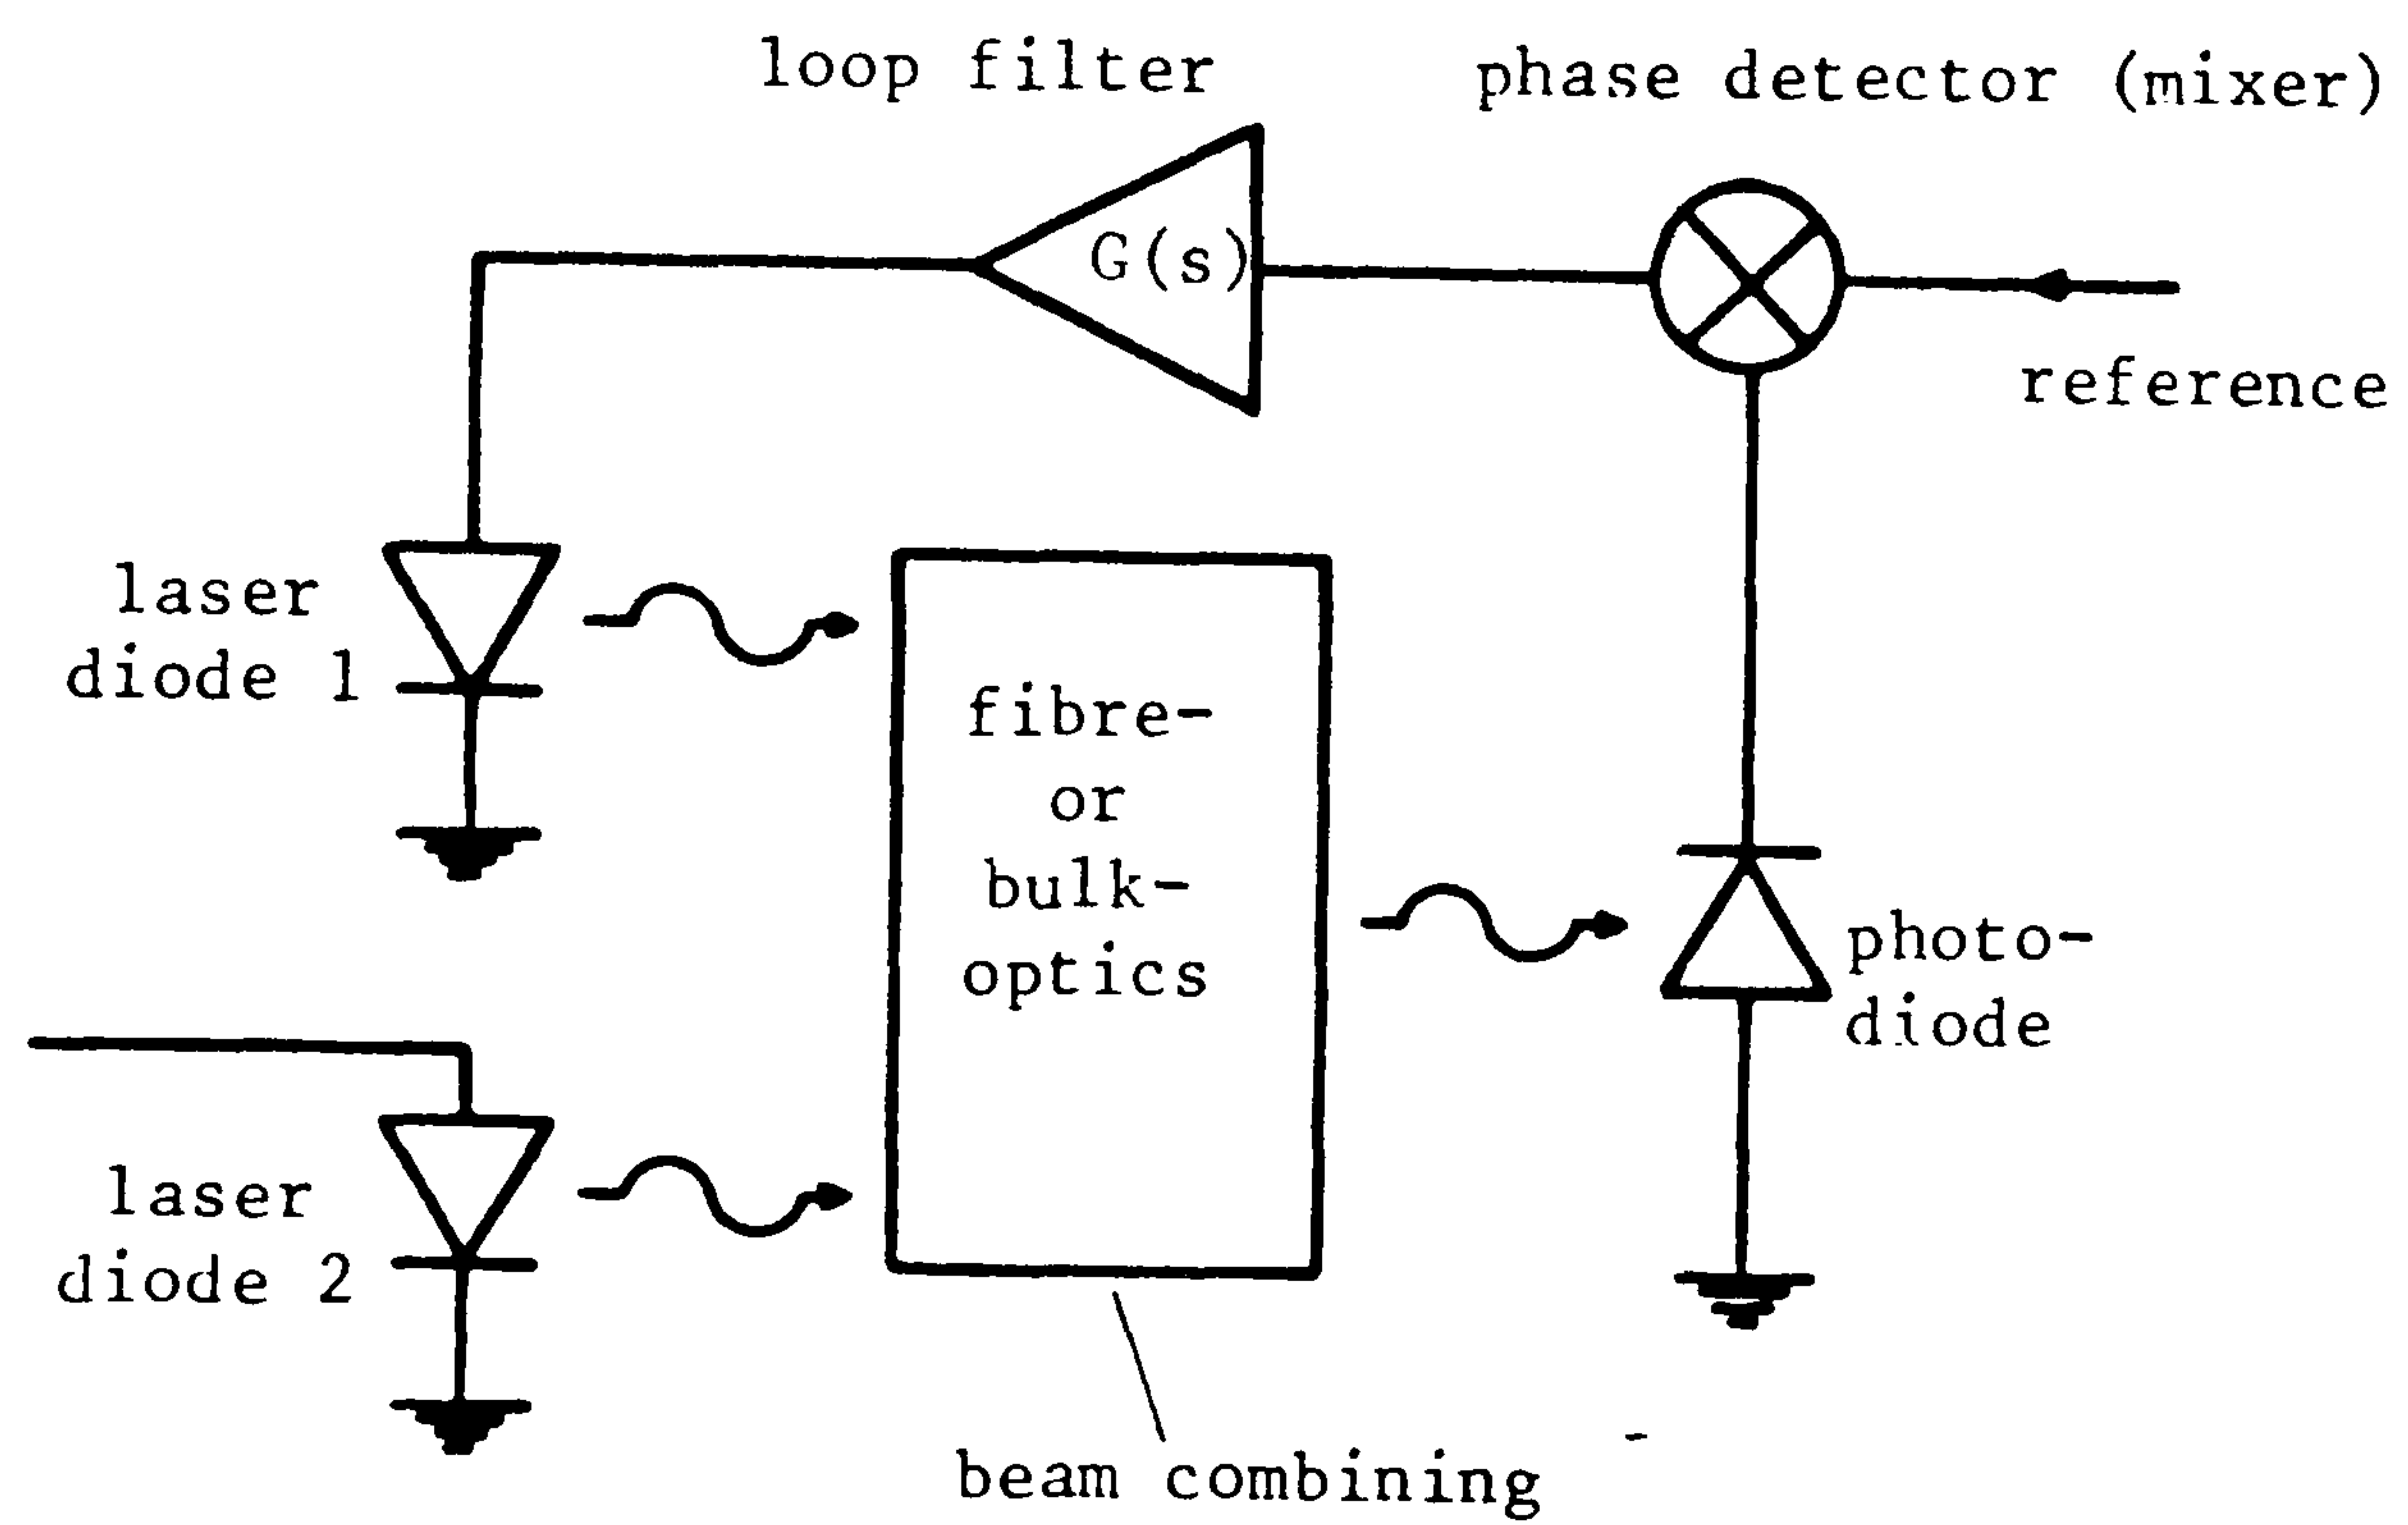 loop filter
phase detector (mixer)
G(s)
reference
laser
diode 1
fibre-
or
bulk-
optics
photo-
diode
laser
diode 2
beam combining